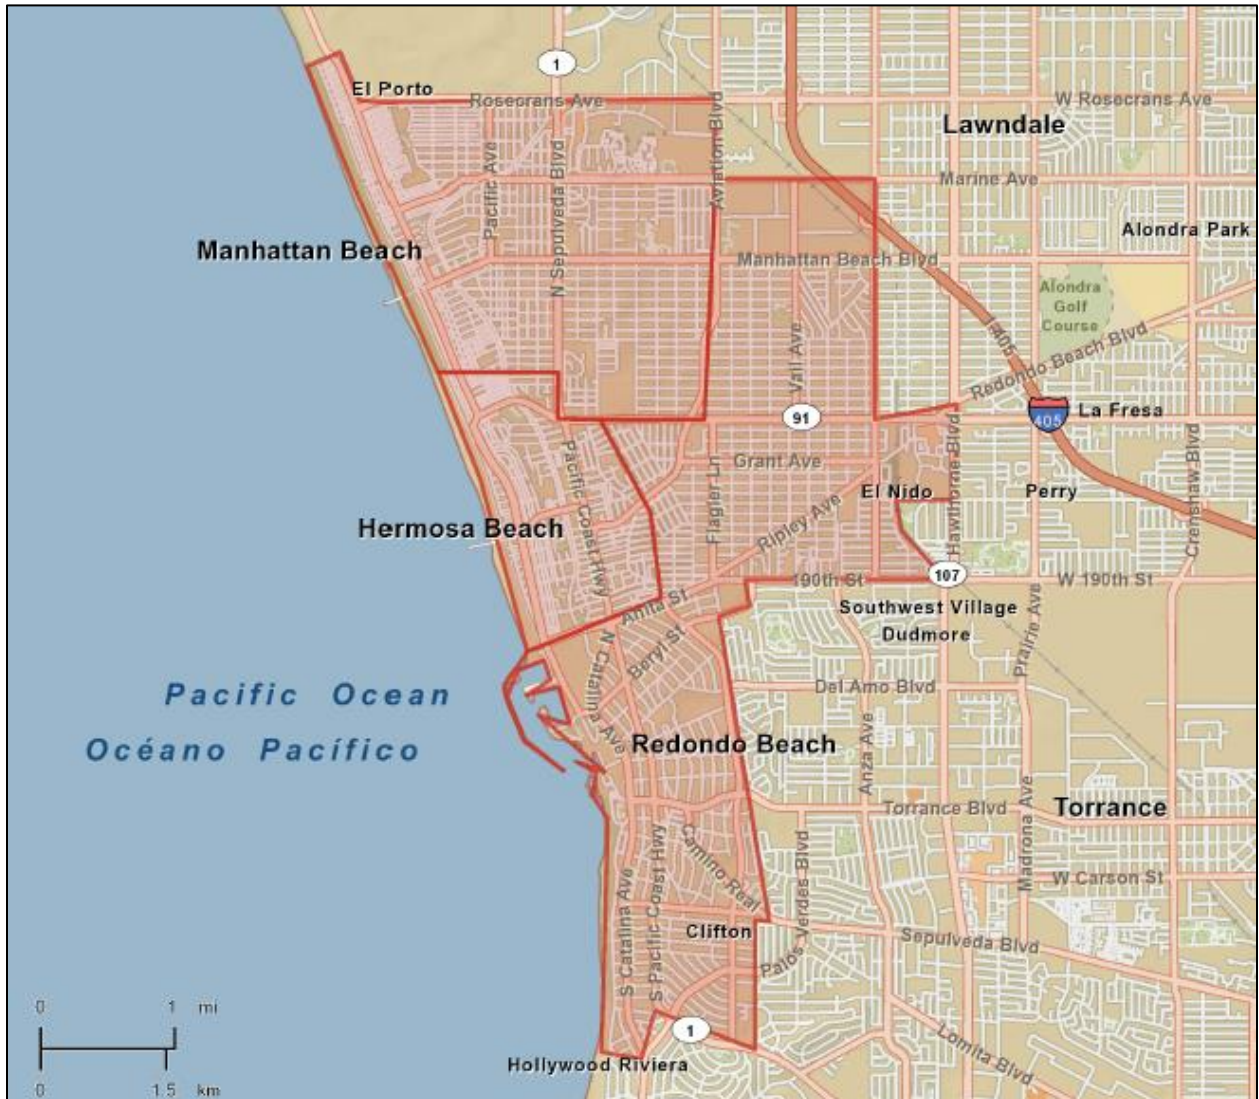 1
El Porto
Rosecrans Ave
W Rosecrans Ave
Lawndale
Aviation Blvd
Pacific Ave
N Sepulveda Blvd
Marine Ave
Alondra Park
Manhattan Beach
Manhattan Beach Blvd
Alondra
Golf
Course
I-405
Redondo Beach Blvd
Vail Ave
91
405
La Fresa
Pacific Coast Hwy
Grant Ave
Hawthorne Blvd
Crenshaw Blvd
El Nido
Perry
Flagler Ln
Ripley Ave
Hermosa Beach
190th St
107
W 190th St
Anita St
Southwest Village
Dudmore
Prairie Ave
N Catalina Ave
Beryl St
Pacific Ocean
Océano Pacífico
Del Amo Blvd
Redondo Beach
Anza Ave
Torrance Blvd
Madrona Ave
Torrance
Camino Real
S Catalina Ave
S Pacific Coast Hwy
Palos Verdes Blvd
W Carson St
Clifton
Sepulveda Blvd
1
Hollywood Riviera
Lomita Blvd
0 1 mi
0 1.5 km